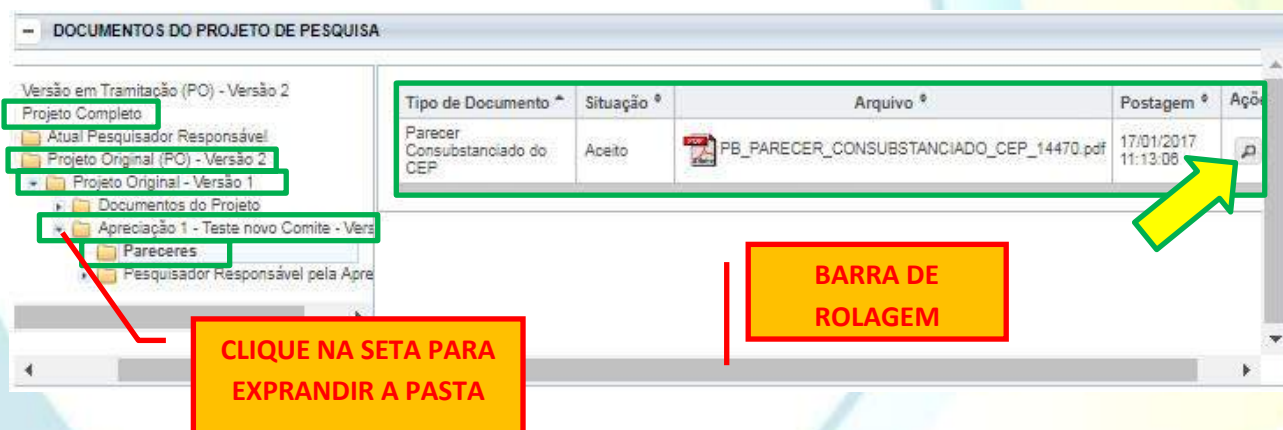 DOCUMENTOS DO PROJETO DE PESQUISA
Versão em Tramitação (PO) - Versão 2
Projeto Completo
Atual Pesquisador Responsável
Projeto Original (PO) - Versão 2
Projeto Original - Versão 1
Documentos do Projeto
Apreciação 1 - Teste novo Comite - Vers
Pareceres
Pesquisador Responsável pela Apre
Tipo de Documento Situação Arquivo Postagem Açõe
Parecer
Consubstanciado do
CEP
Aceito
PB_PARECER_CONSUBSTANCIADO_CEP_14470.pdf
17/01/2017
11:13:06
BARRA DE
ROLAGEM
CLIQUE NA SETA PARA
EXPRANDIR A PASTA